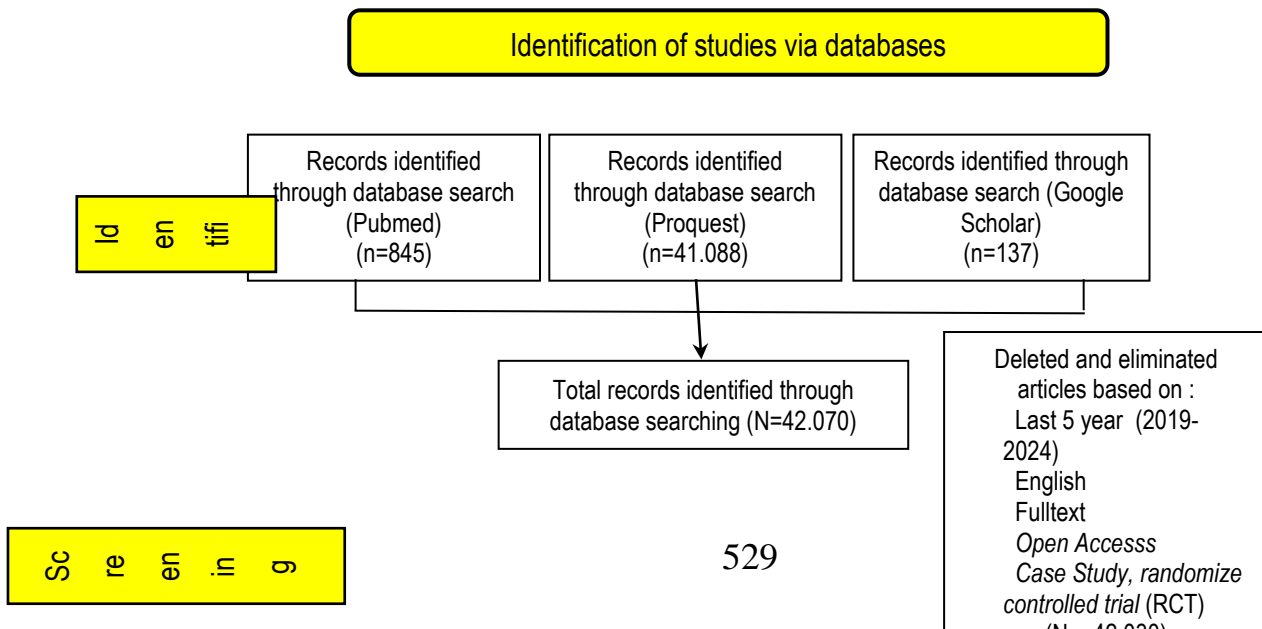 Identification of studies via databases
Records identified
through database search
(Pubmed)
(n=845)
Records identified
through database search
(Proquest)
(n=41.088)
Records identified through
database search (Google
Scholar)
(n=137)
Id en tifi
Total records identified through
database searching (N=42.070)
Deleted and eliminated
articles based on :
Last 5 year (2019-
2024)
English
Fulltext
Open Accesss
Case Study, randomize
controlled trial (RCT)
Sc re en in g
529